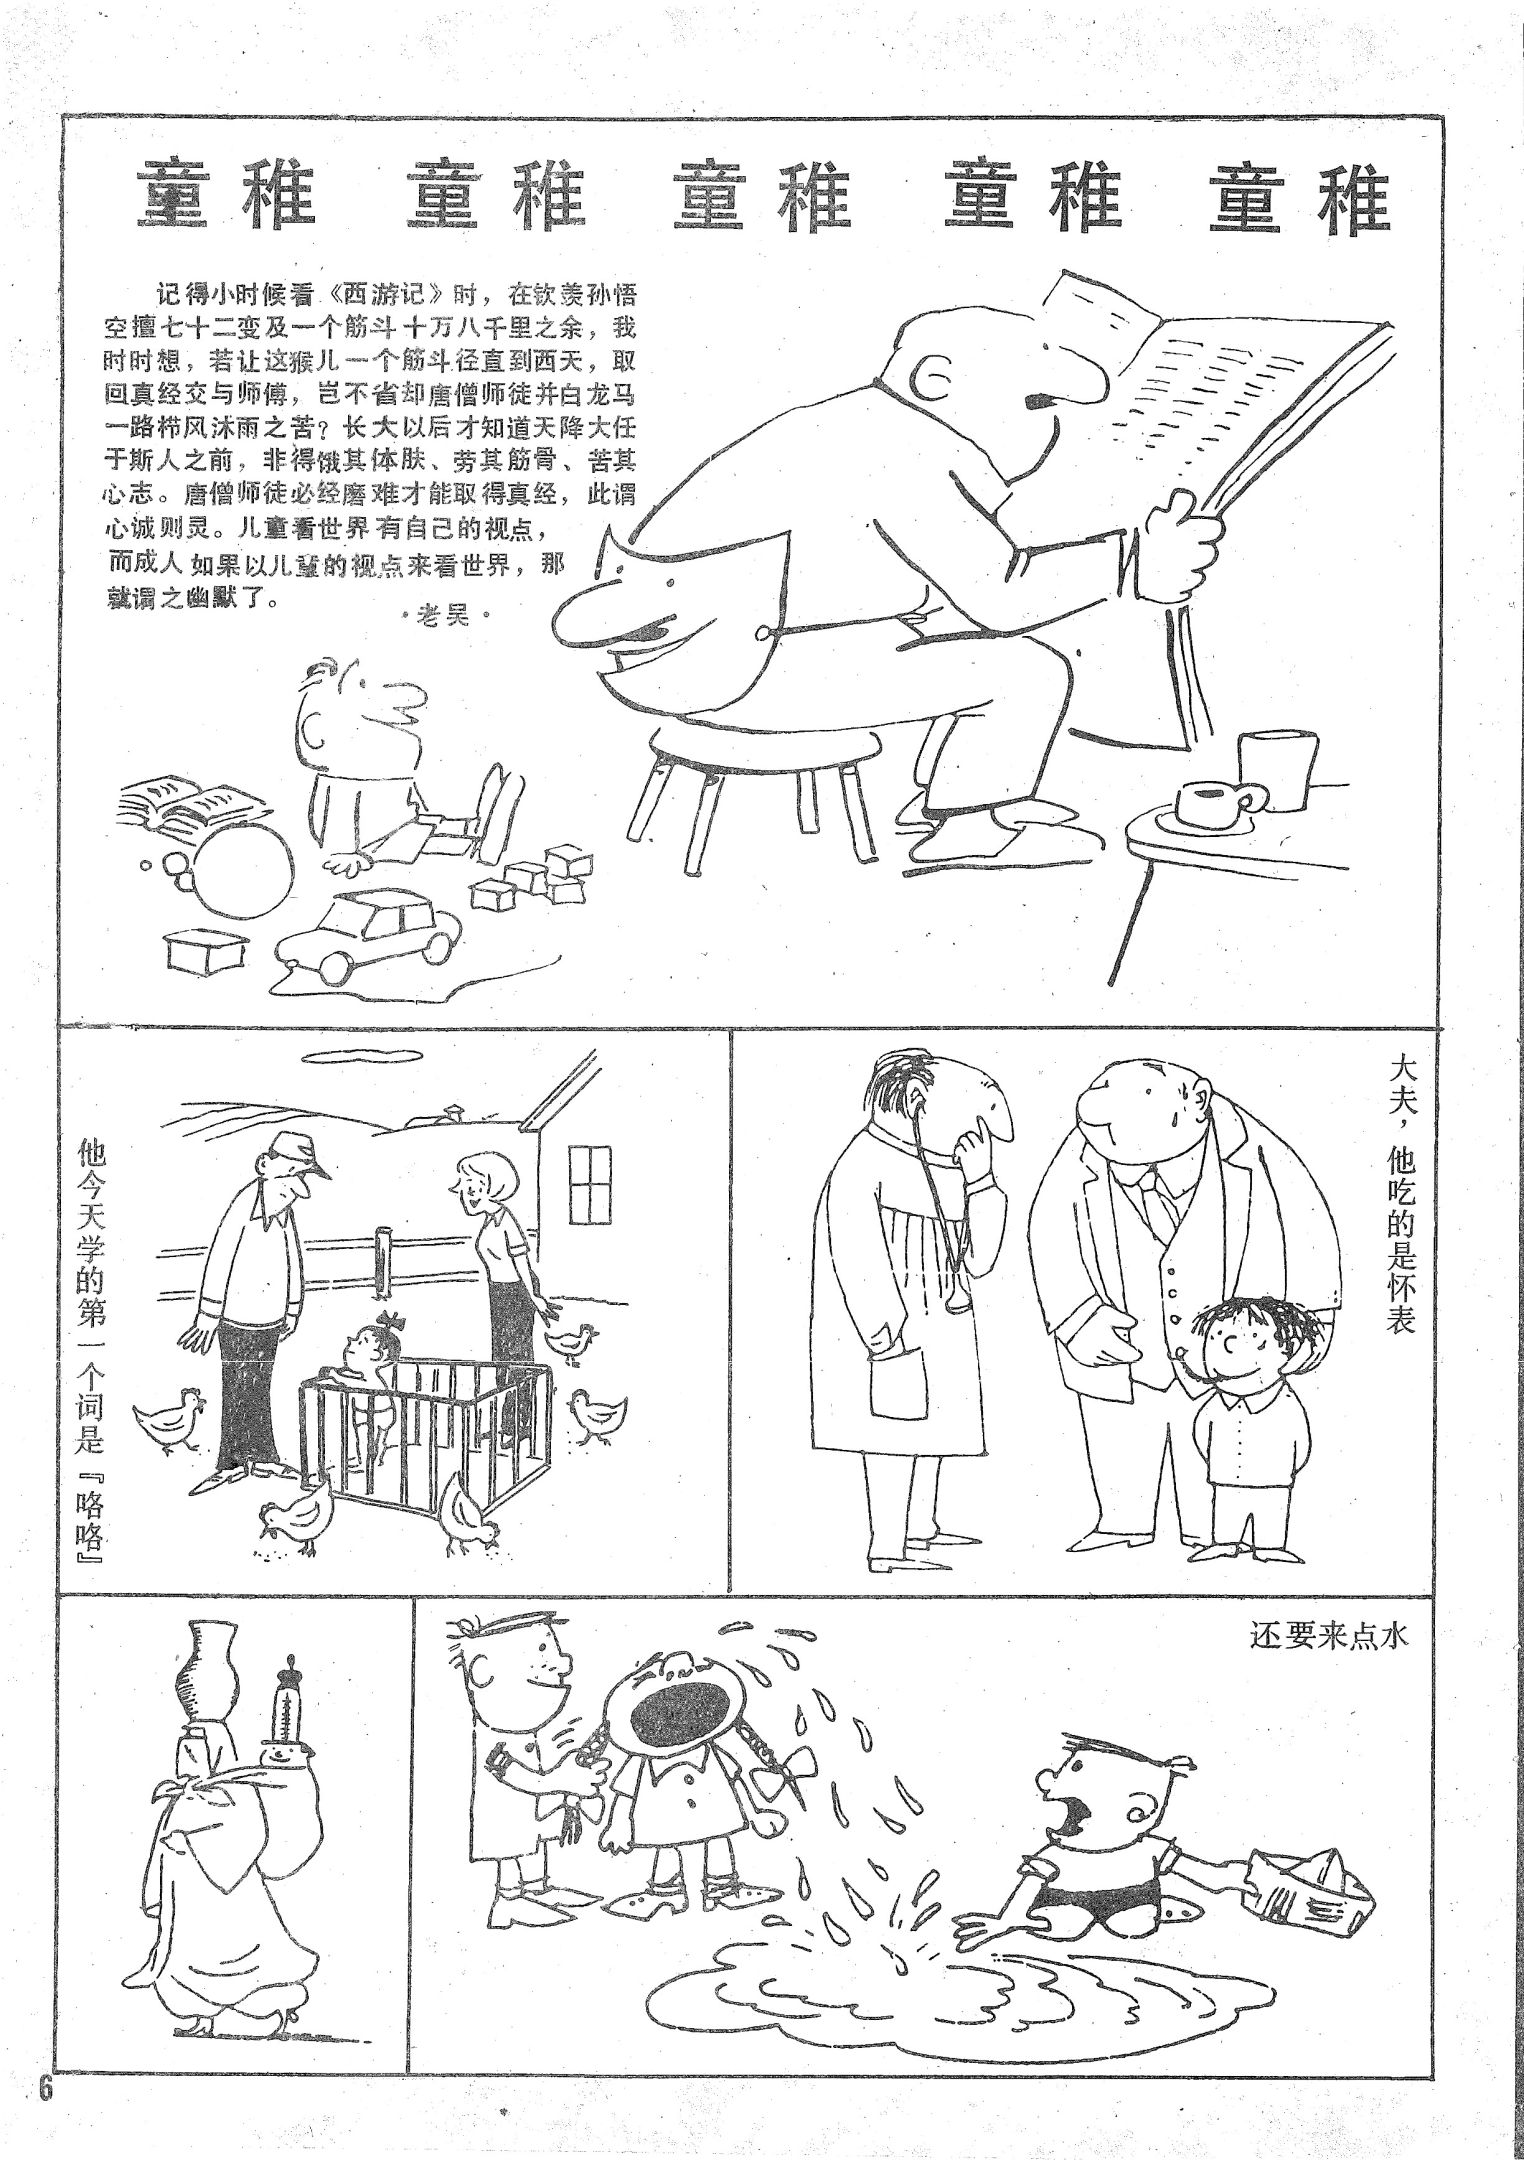 童稚 童稚 童稚 童稚 童稚
记得小时候看《西游记》时，在钦羡孙悟
空擅七十二变及一个筋斗十万八千里之余，我
时时想，若让这猴儿一个筋斗径直到西天，取
回真经交与师傅，岂不省却唐僧师徒并白龙马
一路栉风沐雨之苦？长大以后才知道天降大任
于斯人之前，非得饿其体肤、劳其筋骨、苦其
心志。唐僧师徒必经磨难才能取得真经，此谓
心诚则灵。儿童看世界有自己的视点，
而成人如果以儿童的视点来看世界，那
就谓之幽默了。
·老吴·
他今天学的第一个词是『咯咯』
大夫，他吃的是怀表
还要来点水
6